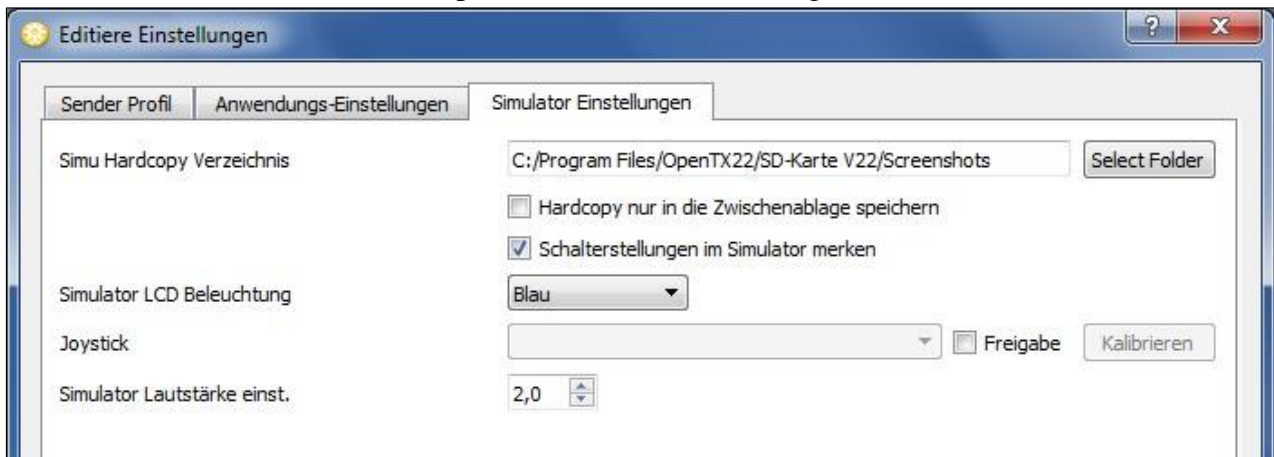 Editiere Einstellungen
Sender Profil Anwendungs-Einstellungen Simulator Einstellungen
Simu Hardcopy Verzeichnis C:/Program Files/OpenTX22/SD-Karte V22/Screenshots Select Folder
Hardcopy nur in die Zwischenablage speichern
Schalterstellungen im Simulator merken
Simulator LCD Beleuchtung Blau
Joystick Freigabe Kalibrieren
Simulator Lautstärke einst. 2,0